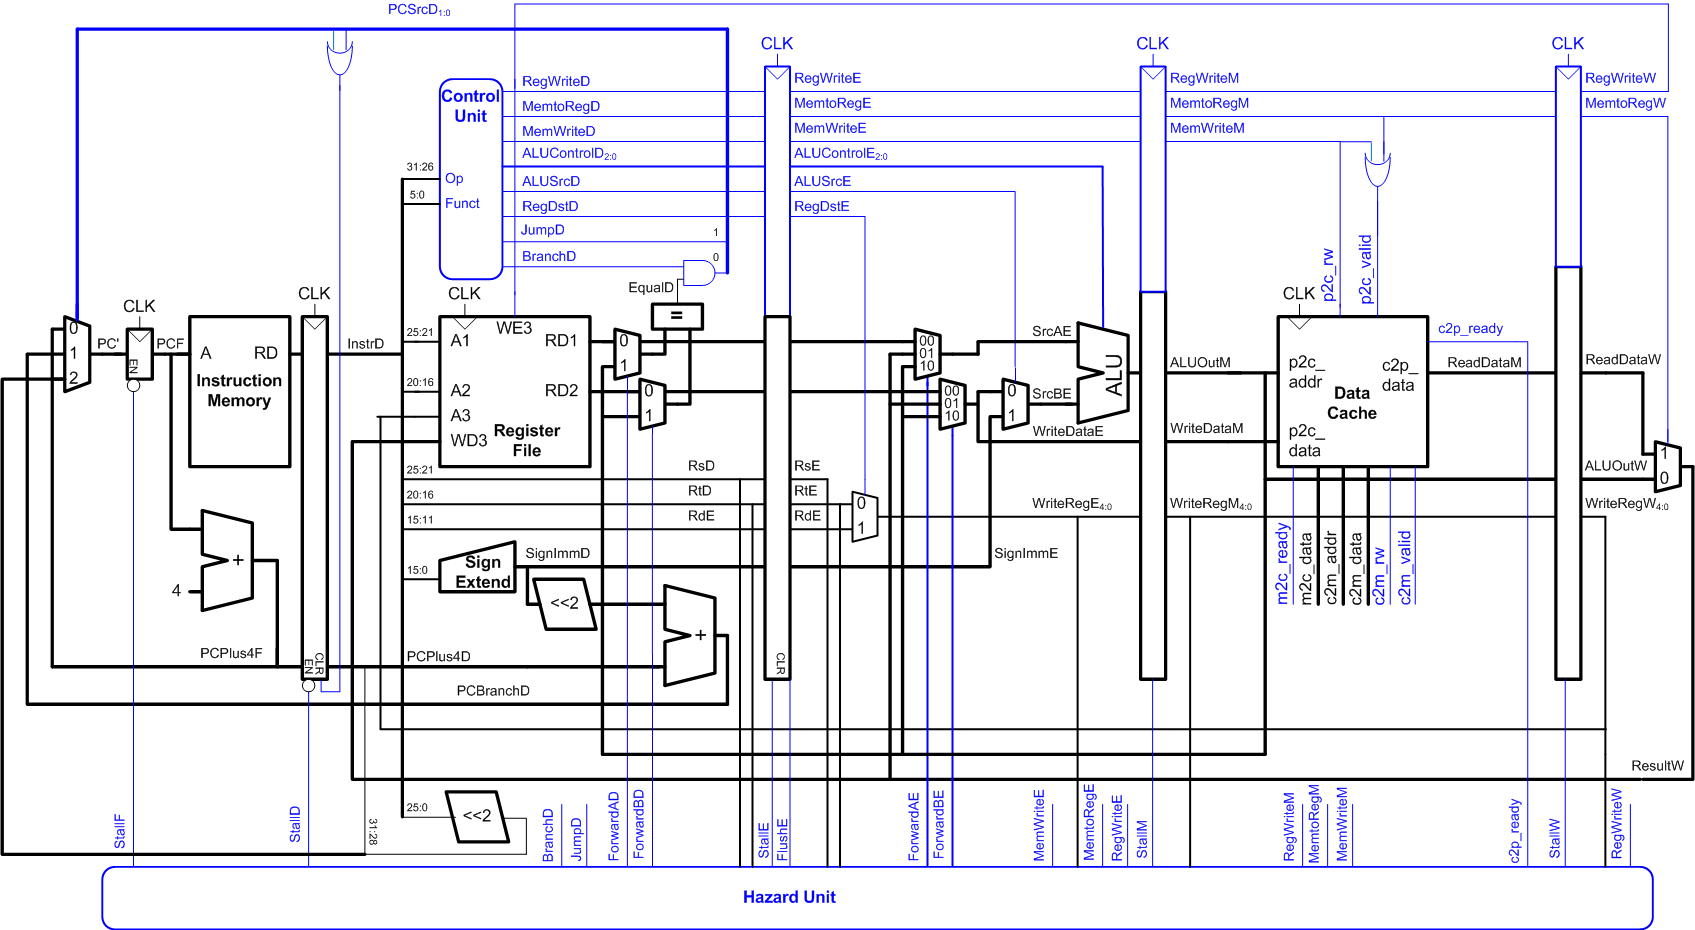 PCSrcD1:0
CLK
CLK
CLK
Control
Unit
Op
Funct
31:26
5:0
RegWriteD
MemtoRegD
MemWriteD
ALUControlD2:0
ALUSrcD
RegDstD
JumpD
BranchD
1
0
RegWriteE
MemtoRegE
MemWriteE
ALUControlE2:0
ALUSrcE
RegDstE
RegWriteM
MemtoRegM
MemWriteM
RegWriteW
MemtoRegW
p2c_rw
p2c_valid
EqualD
=
CLK
CLK
CLK
CLK
0
1
2
PC'
EN
PCF
A
RD
Instruction
Memory
InstrD
25:21
20:16
A1
A2
A3
WD3
WE3
RD1
RD2
Register
File
0
1
0
1
00
01
10
00
01
10
SrcAE
0
1
SrcBE
ALU
WriteDataE
ALUOutM
WriteDataM
p2c_
addr
p2c_
data
c2p_
data
Data
Cache
c2p_ready
ReadDataM
ReadDataW
ALUOutW
1
0
25:21
20:16
15:11
15:0
RsD
RtD
RdE
RsE
RtE
RdE
0
1
WriteRegE4:0
WriteRegM4:0
WriteRegW4:0
m2c_ready
m2c_data
c2m_addr
c2m_data
c2m_rw
c2m_valid
Sign
Extend
SignImmD
SignImmE
<<2
+
+
4
PCPlus4F
EN
CLR
PCPlus4D
CLR
PCBranchD
ResultW
25:0
31:28
<<2
StallF
StallD
BranchD
JumpD
ForwardAD
ForwardBD
StallE
FlushE
ForwardAE
ForwardBE
MemWriteE
MemtoRegE
RegWriteE
StallM
RegWriteM
MemtoRegM
MemWriteM
c2p_ready
StallW
RegWriteW
Hazard Unit